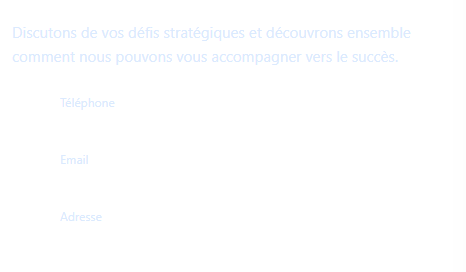 Discutons de vos défis stratégiques et découvrons ensemble
comment nous pouvons vous accompagner vers le succès.
Téléphone
Email
Adresse